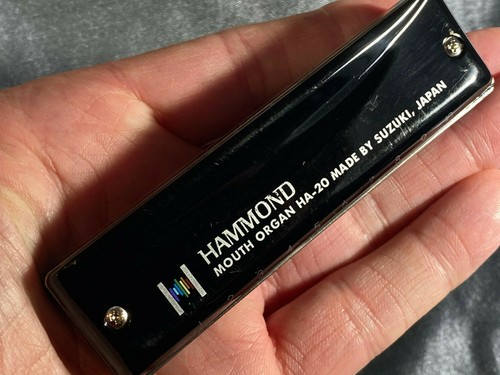 HAMMOND
MOUTH ORGAN HA-20 MADE BY SUZUKI, JAPAN